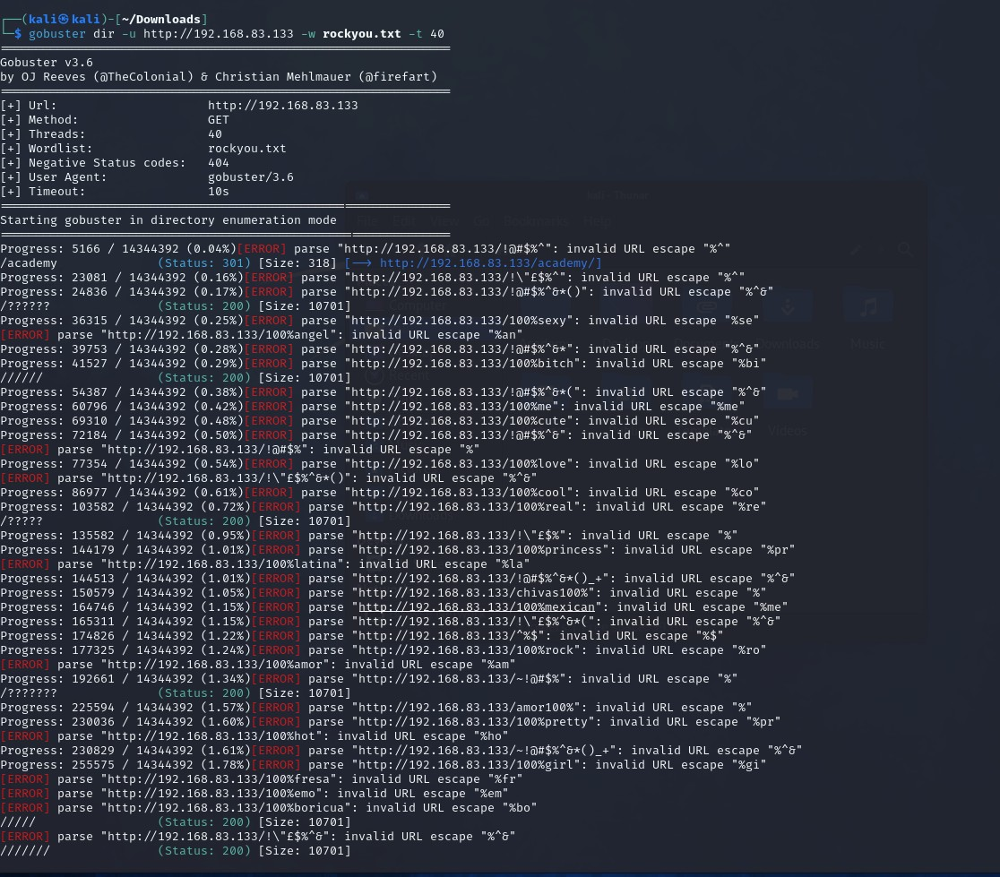 ┌──(kali㉿kali)-[~/Downloads]
└─$ gobuster dir -u http://192.168.83.133 -w rockyou.txt -t 40
===============================================================
Gobuster v3.6
by OJ Reeves (@TheColonial) & Christian Mehlmauer (@firefart)
===============================================================
[+] Url:                     http://192.168.83.133
[+] Method:                  GET
[+] Threads:                 40
[+] Wordlist:                rockyou.txt
[+] Negative Status codes:   404
[+] User Agent:              gobuster/3.6
[+] Timeout:                 10s
===============================================================
Starting gobuster in directory enumeration mode
===============================================================
Progress: 5166 / 14344392 (0.04%)[ERROR] parse "http://192.168.83.133/!@#$%^": invalid URL escape "%^"
/academy              (Status: 301) [Size: 318] [--> http://192.168.83.133/academy/]
Progress: 23081 / 14344392 (0.16%)[ERROR] parse "http://192.168.83.133/!\"£$%^": invalid URL escape "%^"
Progress: 24836 / 14344392 (0.17%)[ERROR] parse "http://192.168.83.133/!@#$%^&*()": invalid URL escape "%^&"
/??????               (Status: 200) [Size: 10701]
Progress: 36315 / 14344392 (0.25%)[ERROR] parse "http://192.168.83.133/100%sexy": invalid URL escape "%se"
[ERROR] parse "http://192.168.83.133/100%angel": invalid URL escape "%an"
Progress: 39753 / 14344392 (0.28%)[ERROR] parse "http://192.168.83.133/!@#$%^&*": invalid URL escape "%^&"
Progress: 41527 / 14344392 (0.29%)[ERROR] parse "http://192.168.83.133/100%bitch": invalid URL escape "%bi"
//////                (Status: 200) [Size: 10701]
Progress: 54387 / 14344392 (0.38%)[ERROR] parse "http://192.168.83.133/!@#$%^&*(": invalid URL escape "%^&"
Progress: 60796 / 14344392 (0.42%)[ERROR] parse "http://192.168.83.133/100%me": invalid URL escape "%me"
Progress: 69310 / 14344392 (0.48%)[ERROR] parse "http://192.168.83.133/100%cute": invalid URL escape "%cu"
Progress: 72184 / 14344392 (0.50%)[ERROR] parse "http://192.168.83.133/!@#$%^&": invalid URL escape "%^&"
[ERROR] parse "http://192.168.83.133/!@#$%": invalid URL escape "%"
Progress: 77354 / 14344392 (0.54%)[ERROR] parse "http://192.168.83.133/100%love": invalid URL escape "%lo"
[ERROR] parse "http://192.168.83.133/!\"£$%^&*()": invalid URL escape "%^&"
Progress: 86977 / 14344392 (0.61%)[ERROR] parse "http://192.168.83.133/100%cool": invalid URL escape "%co"
Progress: 103582 / 14344392 (0.72%)[ERROR] parse "http://192.168.83.133/100%real": invalid URL escape "%re"
/?????                (Status: 200) [Size: 10701]
Progress: 135582 / 14344392 (0.95%)[ERROR] parse "http://192.168.83.133/!\"£$%": invalid URL escape "%"
Progress: 144179 / 14344392 (1.01%)[ERROR] parse "http://192.168.83.133/100%princess": invalid URL escape "%pr"
[ERROR] parse "http://192.168.83.133/100%latina": invalid URL escape "%la"
Progress: 144513 / 14344392 (1.01%)[ERROR] parse "http://192.168.83.133/!@#$%^&*()_+": invalid URL escape "%^&"
Progress: 150579 / 14344392 (1.05%)[ERROR] parse "http://192.168.83.133/chivas100%": invalid URL escape "%"
Progress: 164746 / 14344392 (1.15%)[ERROR] parse "http://192.168.83.133/100%mexican": invalid URL escape "%me"
Progress: 165311 / 14344392 (1.15%)[ERROR] parse "http://192.168.83.133/!\"£$%^&*(": invalid URL escape "%^&"
Progress: 174826 / 14344392 (1.22%)[ERROR] parse "http://192.168.83.133/^%$": invalid URL escape "%$"
Progress: 177325 / 14344392 (1.24%)[ERROR] parse "http://192.168.83.133/100%rock": invalid URL escape "%ro"
[ERROR] parse "http://192.168.83.133/100%amor": invalid URL escape "%am"
Progress: 192661 / 14344392 (1.34%)[ERROR] parse "http://192.168.83.133/~!@#$%": invalid URL escape "%"
/???????              (Status: 200) [Size: 10701]
Progress: 225594 / 14344392 (1.57%)[ERROR] parse "http://192.168.83.133/amor100%": invalid URL escape "%"
Progress: 230036 / 14344392 (1.60%)[ERROR] parse "http://192.168.83.133/100%pretty": invalid URL escape "%pr"
[ERROR] parse "http://192.168.83.133/100%hot": invalid URL escape "%ho"
Progress: 230829 / 14344392 (1.61%)[ERROR] parse "http://192.168.83.133/~!@#$%^&*()_+": invalid URL escape "%^&"
Progress: 255575 / 14344392 (1.78%)[ERROR] parse "http://192.168.83.133/100%girl": invalid URL escape "%gi"
[ERROR] parse "http://192.168.83.133/100%fresa": invalid URL escape "%fr"
[ERROR] parse "http://192.168.83.133/100%emo": invalid URL escape "%em"
[ERROR] parse "http://192.168.83.133/100%boricua": invalid URL escape "%bo"
/////                 (Status: 200) [Size: 10701]
[ERROR] parse "http://192.168.83.133/!\"£$%^&": invalid URL escape "%^&"
///////               (Status: 200) [Size: 10701]